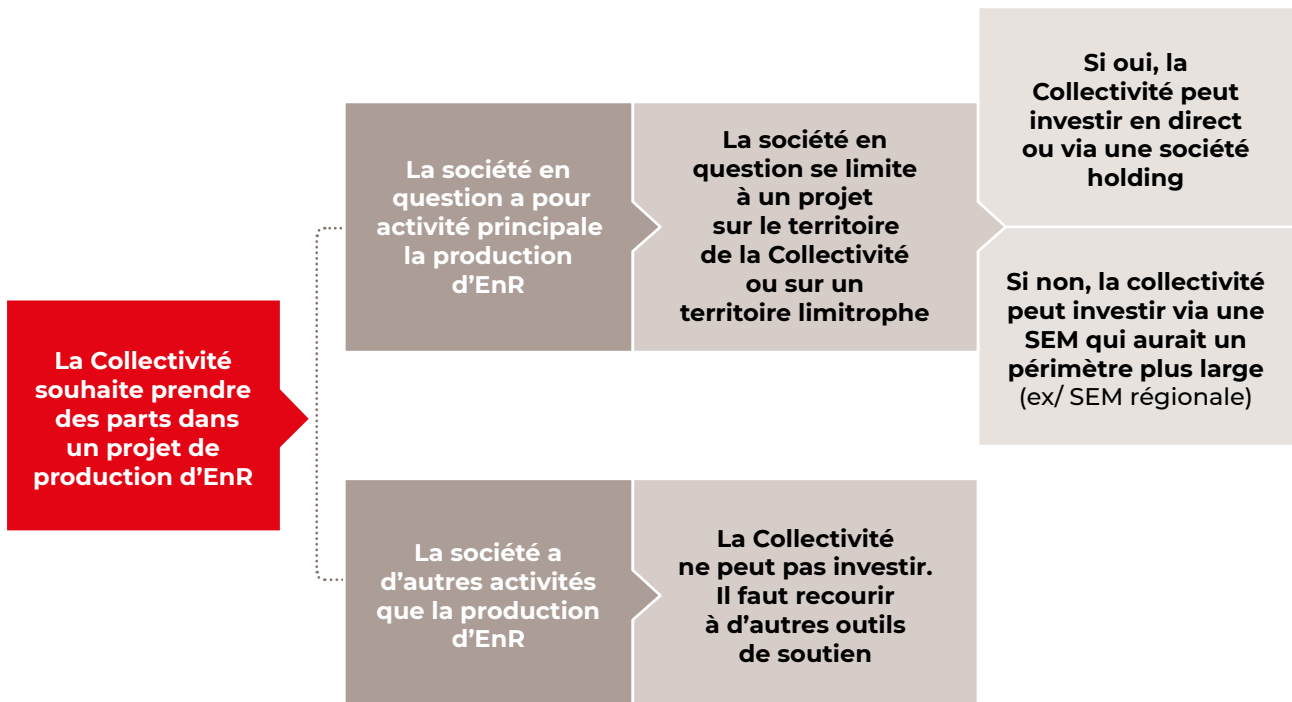 La Collectivité
souhaite prendre
des parts dans
un projet de
production d’EnR
La société en
question a pour
activité principale
la production
d’EnR
La société en
question se limite
à un projet
sur le territoire
de la Collectivité
ou sur un
territoire limitrophe
Si oui, la
Collectivité peut
investir en direct
ou via une société
holding
Si non, la collectivité
peut investir via une
SEM qui aurait un
périmètre plus large
(ex/ SEM régionale)
La société a
d’autres activités
que la production
d’EnR
La Collectivité
ne peut pas investir.
Il faut recourir
à d’autres outils
de soutien